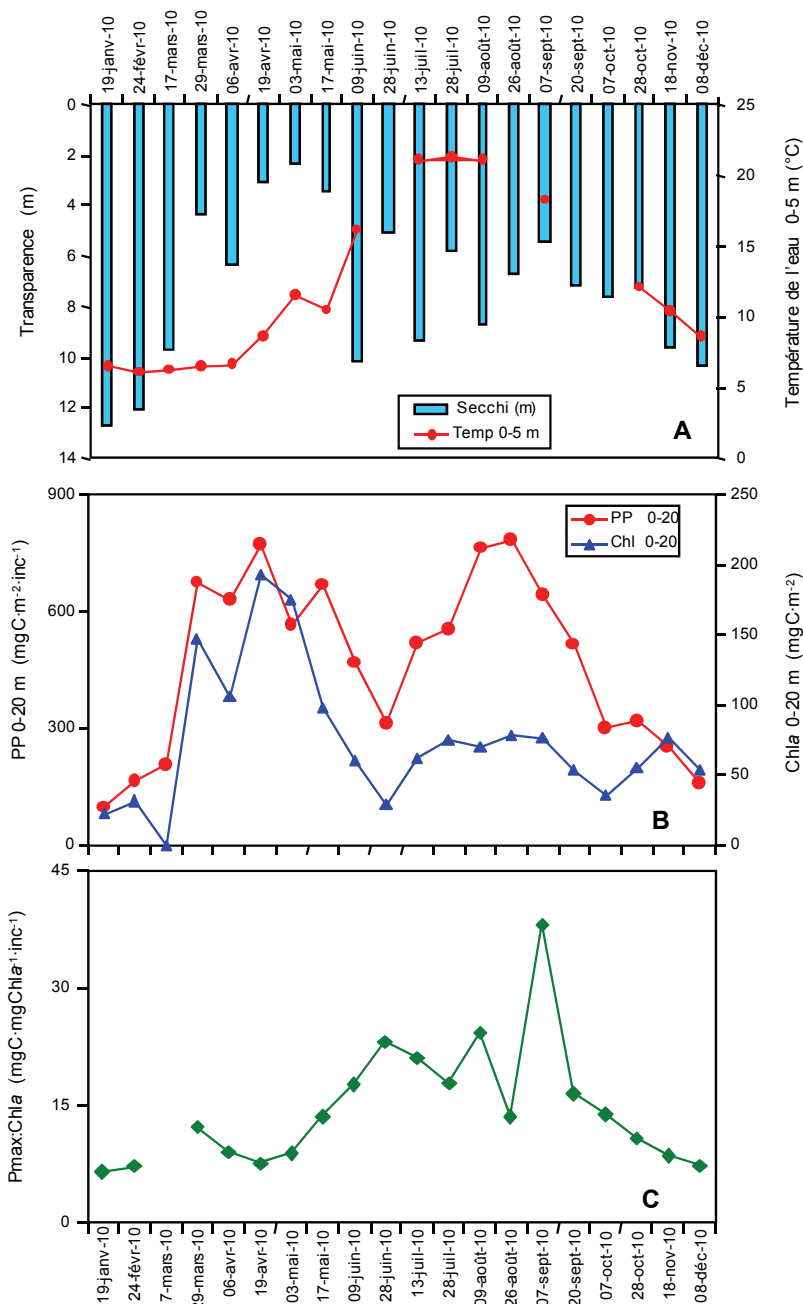 19-janv-10
24-févr-10
17-mars-10
29-mars-10
06-avr-10
19-avr-10
03-mai-10
17-mai-10
09-juin-10
28-juin-10
13-juil-10
28-juil-10
09-août-10
26-août-10
07-sept-10
20-sept-10
07-oct-10
28-oct-10
18-nov-10
08-déc-10
Transparence (m)
0
2
4
6
8
10
12
14
25
20
15
10
5
0
Température de l'eau 0-5 m (°C)
Secchi (m)
Temp 0-5 m
A
PP 0-20 m (mgC·m⁻²·inc⁻¹)
900
600
300
0
250
200
150
100
50
0
Chla 0-20 m (mgC·m⁻²)
PP 0-20
Chl 0-20
B
Pmax:Chla (mgC·mgChla⁻¹·inc⁻¹)
45
30
15
0
C
19-janv-10
24-févr-10
7-mars-10
29-mars-10
06-avr-10
19-avr-10
03-mai-10
17-mai-10
09-juin-10
28-juin-10
13-juil-10
28-juil-10
09-août-10
26-août-10
07-sept-10
20-sept-10
07-oct-10
28-oct-10
18-nov-10
08-déc-10